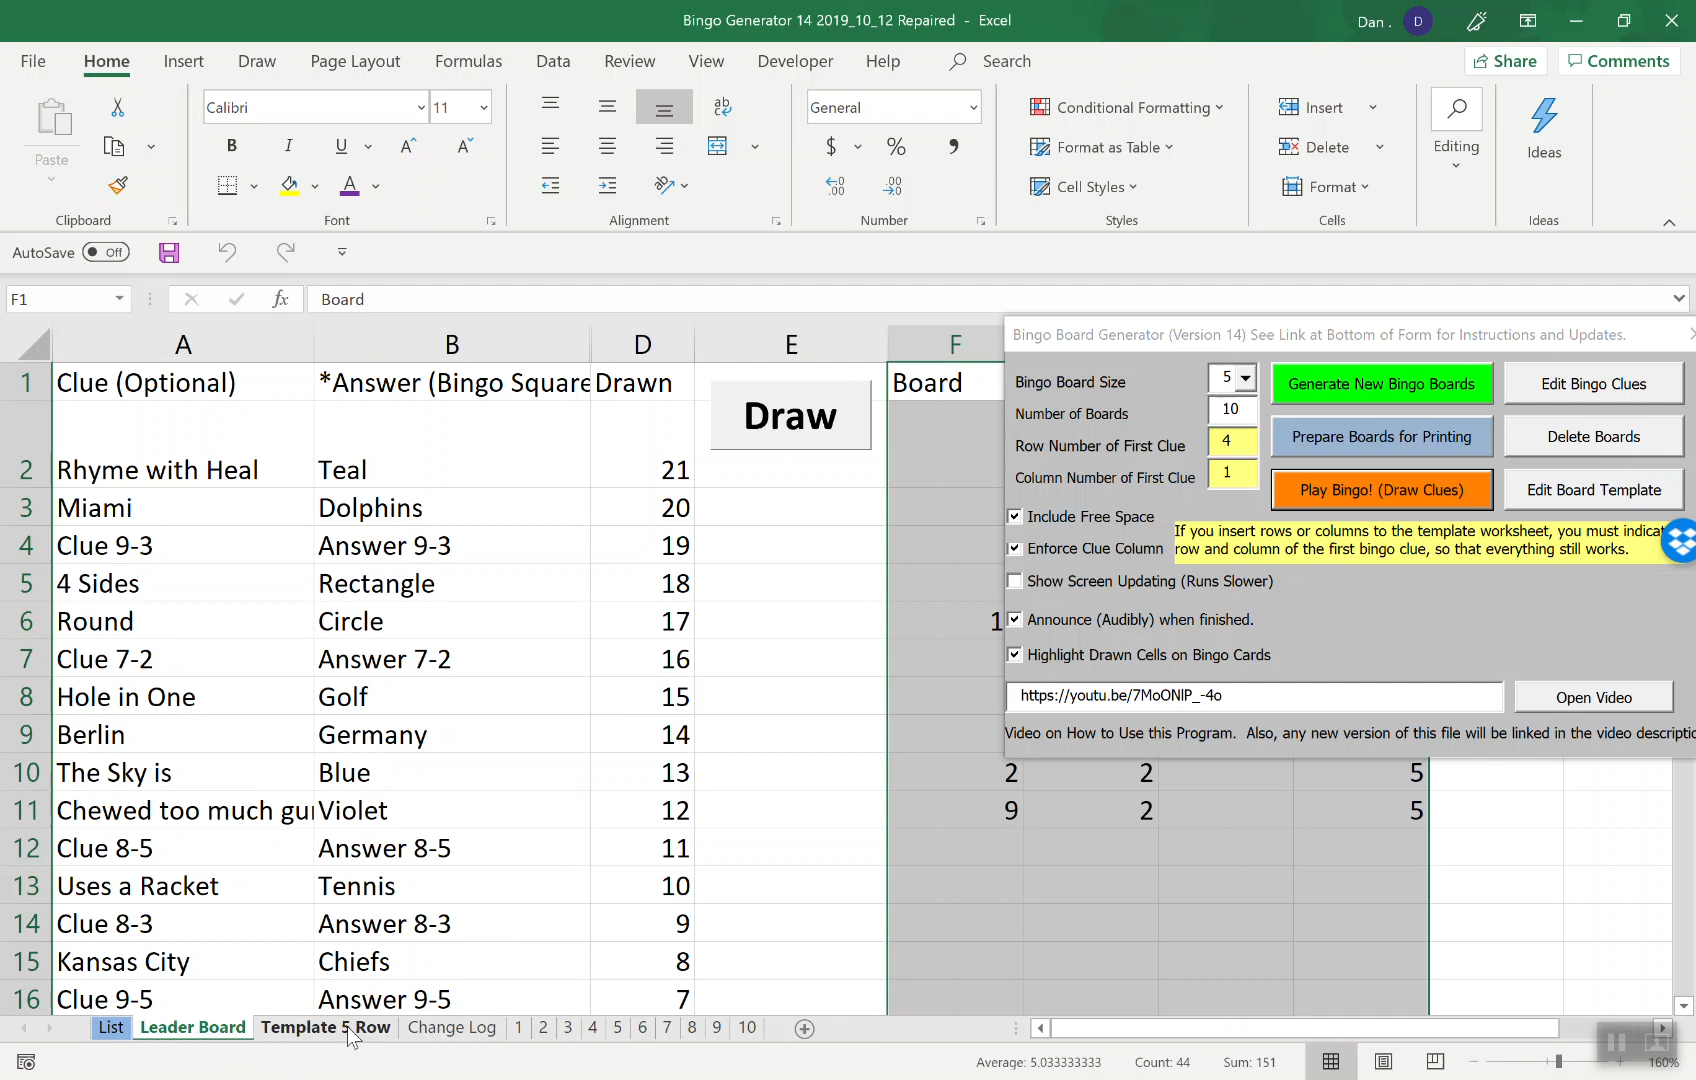 Bingo Generator 14 2019_10_12 Repaired - Excel
Dan . D
File Home Insert Draw Page Layout Formulas Data Review View Developer Help Search Share Comments
Paste
Clipboard
Calibri 11
B I U A A
A
Font
ab
c
Alignment
General
$ % ,
.00
.00
Number
Conditional Formatting
Format as Table
Cell Styles
Styles
Insert
Delete
Format
Cells
Editing
Ideas
Ideas
AutoSave Off
F1 fx Board
A B D E F
1 Clue (Optional) *Answer (Bingo Square Drawn Board
Draw
2 Rhyme with Heal Teal 21
3 Miami Dolphins 20
4 Clue 9-3 Answer 9-3 19
5 4 Sides Rectangle 18
6 Round Circle 17 1
7 Clue 7-2 Answer 7-2 16
8 Hole in One Golf 15
9 Berlin Germany 14
10 The Sky is Blue 13 2 2 5
11 Chewed too much gu Violet 12 9 2 5
12 Clue 8-5 Answer 8-5 11
13 Uses a Racket Tennis 10
14 Clue 8-3 Answer 8-3 9
15 Kansas City Chiefs 8
16 Clue 9-5 Answer 9-5 7
Bingo Board Generator (Version 14) See Link at Bottom of Form for Instructions and Updates.
Bingo Board Size 5
Number of Boards 10
Row Number of First Clue 4
Column Number of First Clue 1
Generate New Bingo Boards Edit Bingo Clues
Prepare Boards for Printing Delete Boards
Play Bingo! (Draw Clues) Edit Board Template
Include Free Space
Enforce Clue Column
If you insert rows or columns to the template worksheet, you must indicat
row and column of the first bingo clue, so that everything still works.
Show Screen Updating (Runs Slower)
Announce (Audibly) when finished.
Highlight Drawn Cells on Bingo Cards
https://youtu.be/7MoONlP_-4o Open Video
Video on How to Use this Program. Also, any new version of this file will be linked in the video descriptio
List Leader Board Template 5 Row Change Log 1 2 3 4 5 6 7 8 9 10
Average: 5.033333333 Count: 44 Sum: 151 160%